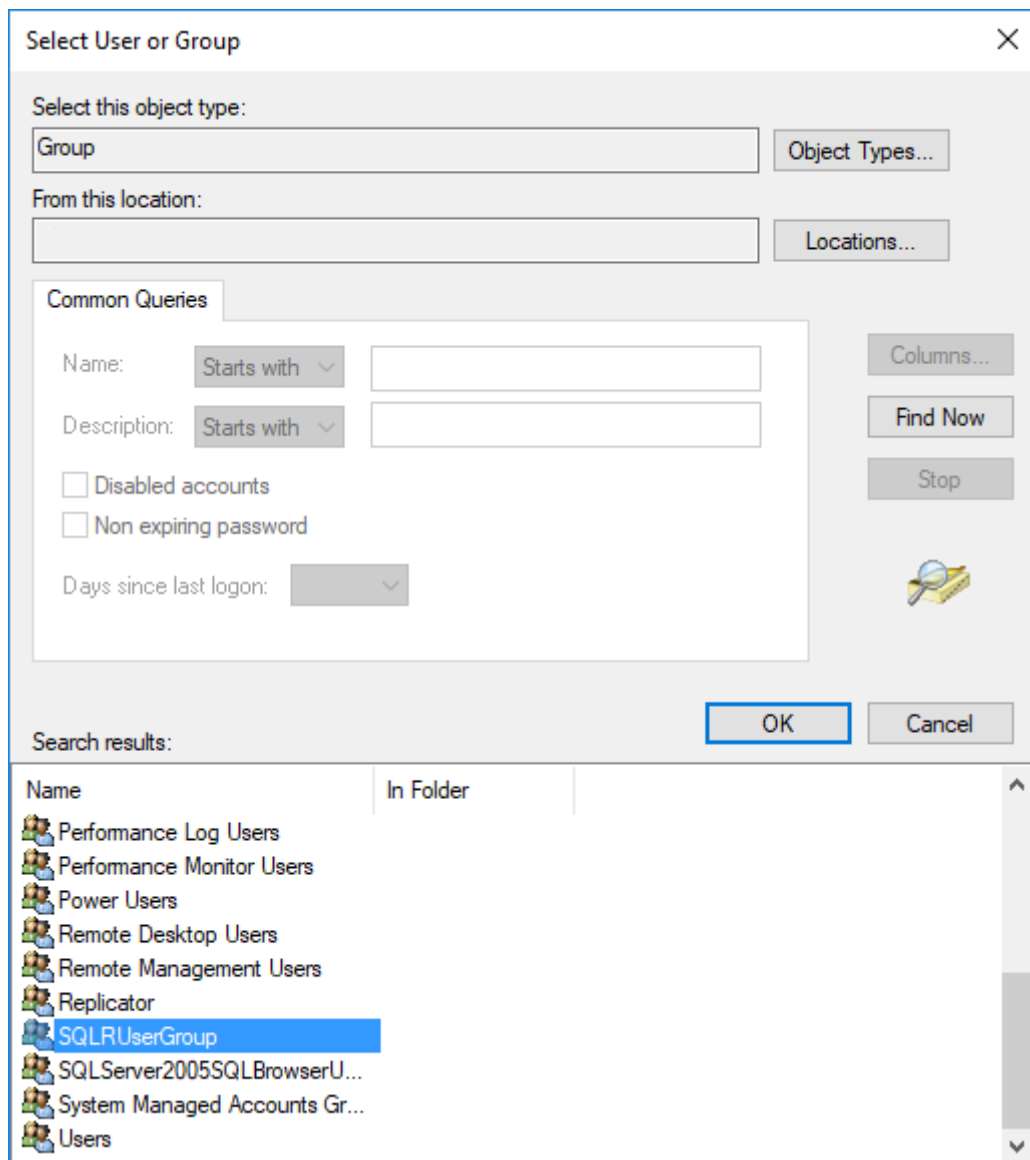 Select User or Group
Select this object type:
Group
Object Types...
From this location:
Locations...
Common Queries
Name:
Starts with
Columns...
Description:
Starts with
Find Now
Disabled accounts
Stop
Non expiring password
Days since last logon:
OK
Cancel
Search results:
Name
In Folder
Performance Log Users
Performance Monitor Users
Power Users
Remote Desktop Users
Remote Management Users
Replicator
SQLRUserGroup
SQLServer2005SQLBrowserU...
System Managed Accounts Gr...
Users